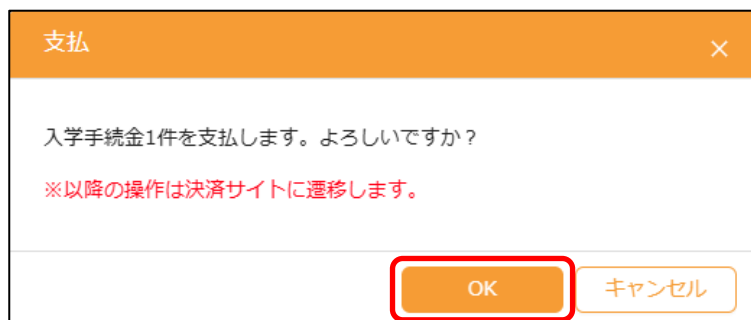 支払
×
入学手続金1件を支払します。よろしいですか？
※以降の操作は決済サイトに遷移します。
OK
キャンセル